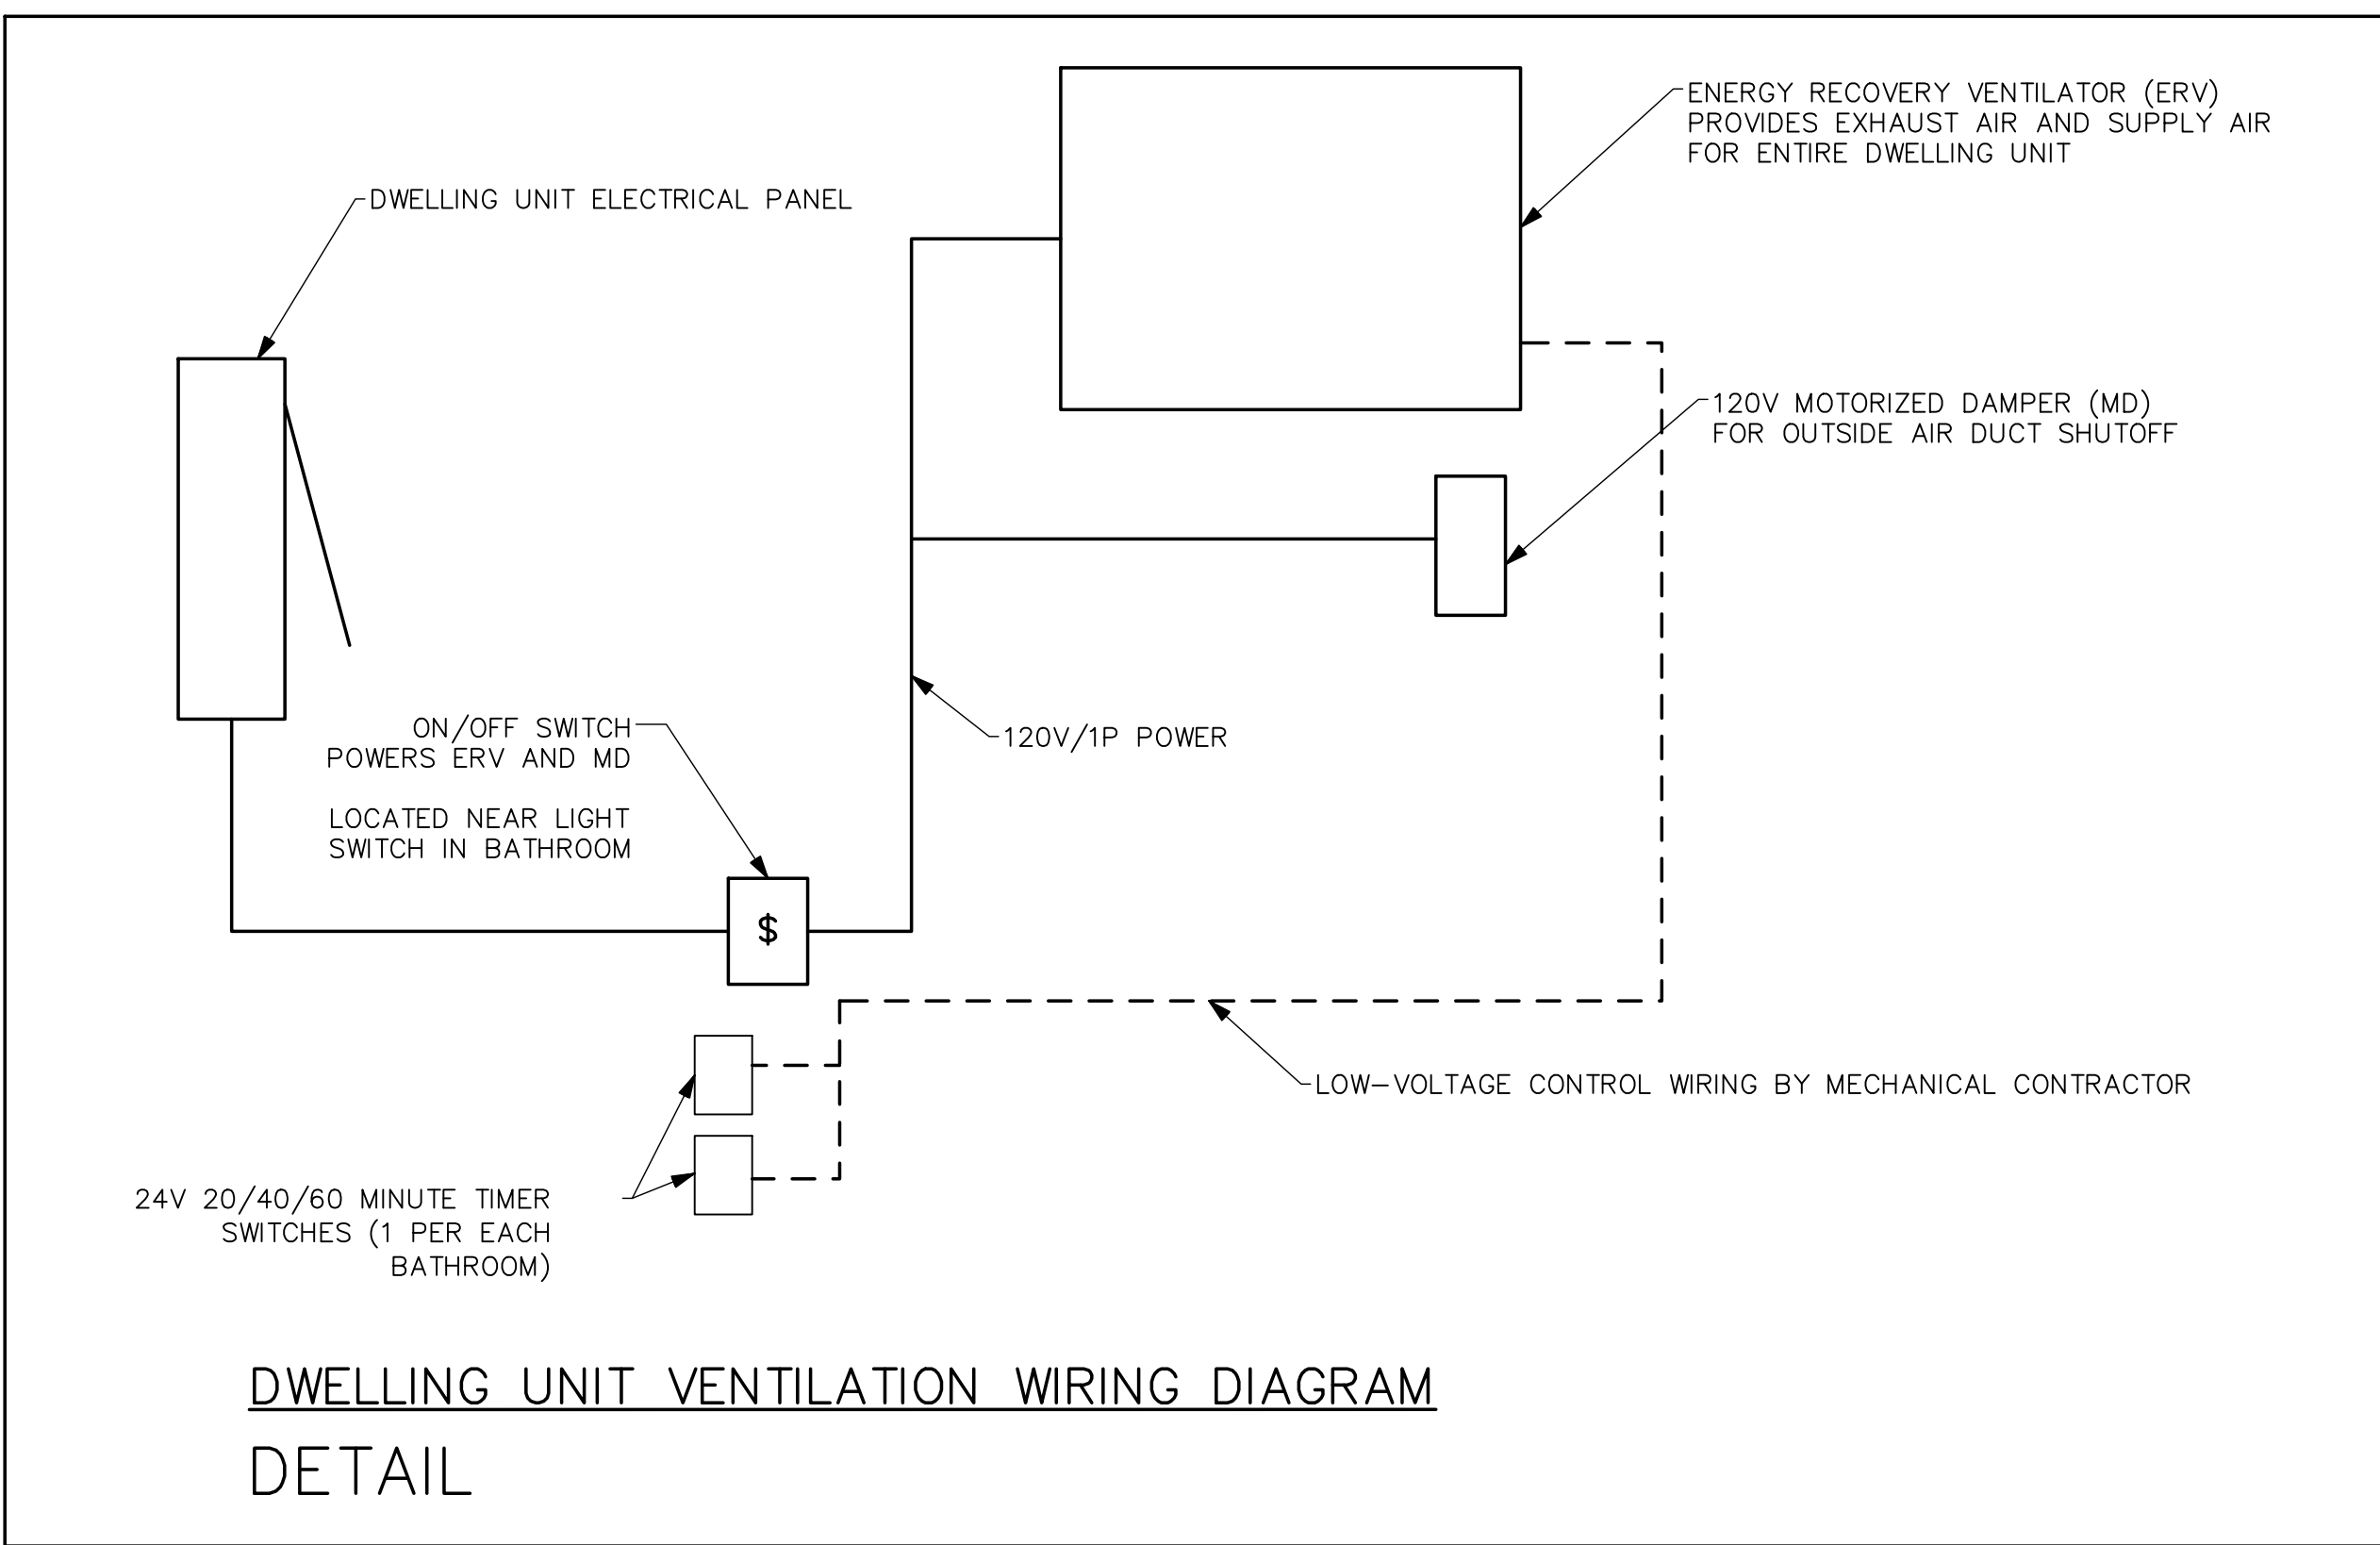 ENERGY RECOVERY VENTILATOR (ERV)
PROVIDES EXHAUST AIR AND SUPPLY AIR
FOR ENTIRE DWELLING UNIT
DWELLING UNIT ELECTRICAL PANEL
120V MOTORIZED DAMPER (MD)
FOR OUTSIDE AIR DUCT SHUTOFF
ON/OFF SWITCH
POWERS ERV AND MD
LOCATED NEAR LIGHT
SWITCH IN BATHROOM
120V/1P POWER
$
LOW-VOLTAGE CONTROL WIRING BY MECHANICAL CONTRACTOR
24V 20/40/60 MINUTE TIMER
SWITCHES (1 PER EACH
BATHROOM)
DWELLING UNIT VENTILATION WIRING DIAGRAM
DETAIL